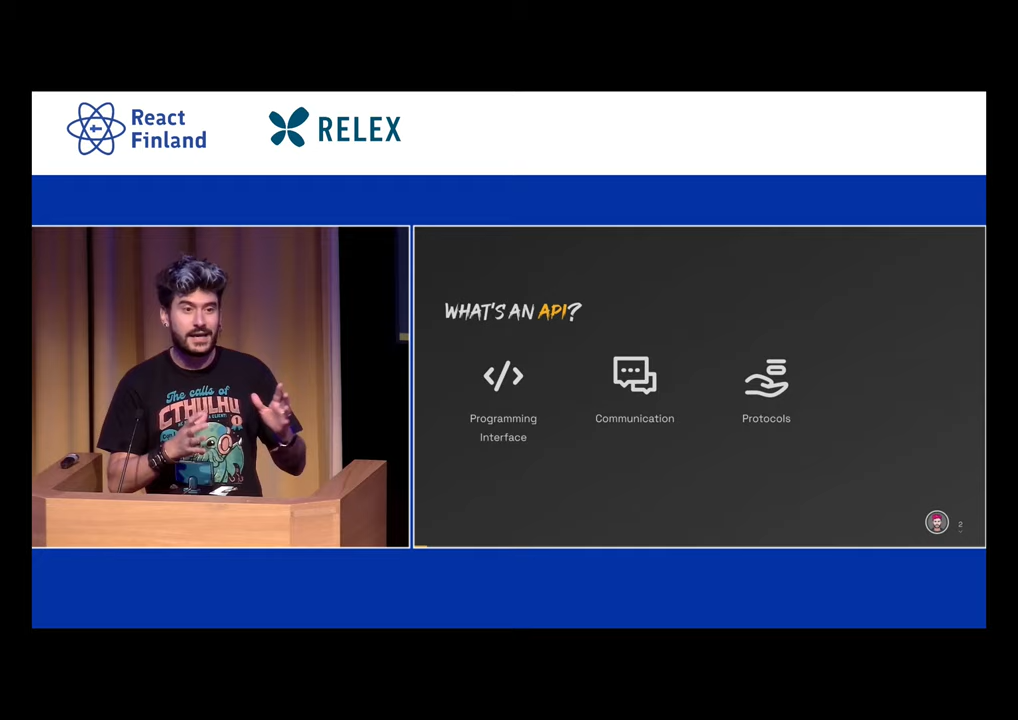 React
Finland
RELEX
The calls of
CTHULHU
WHAT'S AN API?
Programming
Interface
Communication
Protocols
2